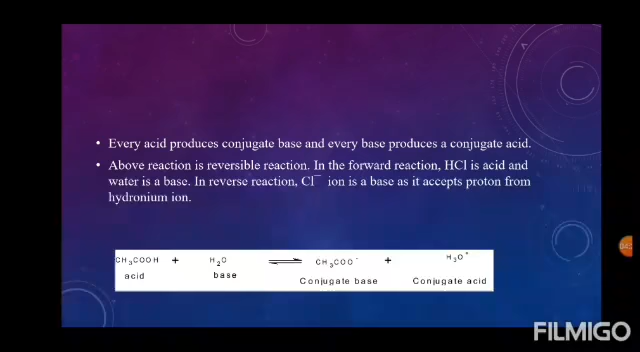 • Every acid produces conjugate base and every base produces a conjugate acid.
• Above reaction is reversible reaction. In the forward reaction, HCl is acid and
water is a base. In reverse reaction, Cl⁻ ion is a base as it accepts proton from
hydronium ion.
CH₃COOH + H₂O ⇌ CH₃COO⁻ + H₃O⁺
acid base Conjugate base Conjugate acid
FILMIGO